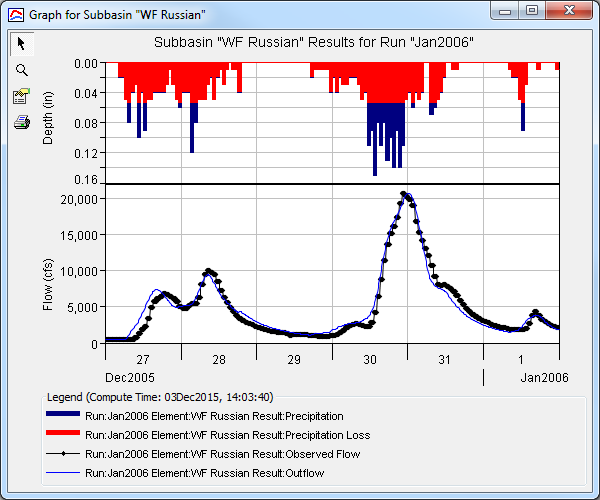 Graph for Subbasin "WF Russian"
Subbasin "WF Russian" Results for Run "Jan2006"
Depth (in)
0.00
0.04
0.08
0.12
0.16
Flow (cfs)
20,000
15,000
10,000
5,000
0
27 28 29 30 31 1
Dec2005 Jan2006
Legend (Compute Time: 03Dec2015, 14:03:40)
Run:Jan2006 Element:WF Russian Result:Precipitation
Run:Jan2006 Element:WF Russian Result:Precipitation Loss
Run:Jan2006 Element:WF Russian Result:Observed Flow
Run:Jan2006 Element:WF Russian Result:Outflow